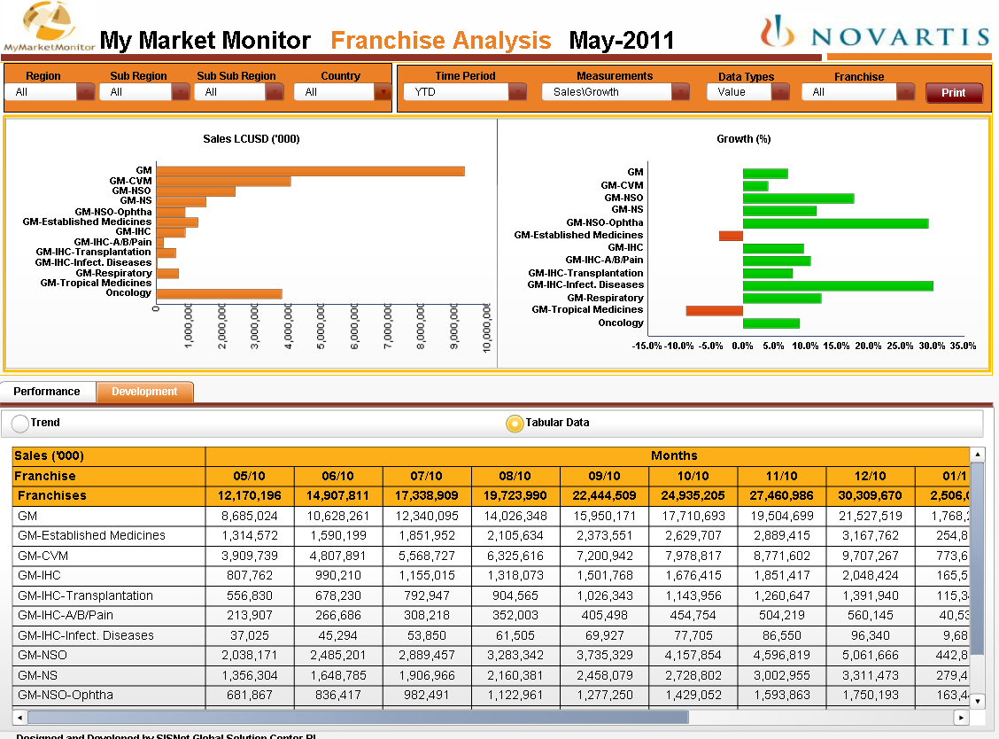 MyMarketMonitor
My Market Monitor Franchise Analysis May-2011
NOVARTIS
Region Sub Region Sub Sub Region Country Time Period Measurements Data Types Franchise
All All All All YTD Sales\Growth Value All Print
Sales LCUSD ('000)
GM
GM-CVM
GM-NSO
GM-NS
GM-NSO-Ophtha
GM-Established Medicines
GM-IHC
GM-IHC-A/B/Pain
GM-IHC-Transplantation
GM-IHC-Infect. Diseases
GM-Respiratory
GM-Tropical Medicines
Oncology
0 1,000,000 2,000,000 3,000,000 4,000,000 5,000,000 6,000,000 7,000,000 8,000,000 9,000,000 10,000,000
Growth (%)
GM
GM-CVM
GM-NSO
GM-NS
GM-NSO-Ophtha
GM-Established Medicines
GM-IHC
GM-IHC-A/B/Pain
GM-IHC-Transplantation
GM-IHC-Infect. Diseases
GM-Respiratory
GM-Tropical Medicines
Oncology
-15.0% -10.0% -5.0% 0.0% 5.0% 10.0% 15.0% 20.0% 25.0% 30.0% 35.0%
Performance Development
Trend Tabular Data
Sales ('000) Months
Franchise 05/10 06/10 07/10 08/10 09/10 10/10 11/10 12/10 01/1
Franchises 12,170,196 14,907,811 17,338,909 19,723,990 22,444,509 24,935,205 27,460,986 30,309,670 2,506,0
GM 8,685,024 10,628,261 12,340,095 14,026,348 15,950,171 17,710,693 19,504,699 21,527,519 1,768,2
GM-Established Medicines 1,314,572 1,590,199 1,851,952 2,105,634 2,373,551 2,629,707 2,889,415 3,167,762 254,8
GM-CVM 3,909,739 4,807,891 5,568,727 6,325,616 7,200,942 7,978,817 8,771,602 9,707,267 773,6
GM-IHC 807,762 990,210 1,155,015 1,318,073 1,501,768 1,676,415 1,851,417 2,048,424 165,5
GM-IHC-Transplantation 556,830 678,230 792,947 904,565 1,026,343 1,143,956 1,260,647 1,391,940 115,3
GM-IHC-A/B/Pain 213,907 266,686 308,218 352,003 405,498 454,754 504,219 560,145 40,53
GM-IHC-Infect. Diseases 37,025 45,294 53,850 61,505 69,927 77,705 86,550 96,340 9,68
GM-NSO 2,038,171 2,485,201 2,889,457 3,283,342 3,735,329 4,157,854 4,596,819 5,061,666 442,8
GM-NS 1,356,304 1,648,785 1,906,966 2,160,381 2,458,079 2,728,802 3,002,955 3,311,473 279,4
GM-NSO-Ophtha 681,867 836,417 982,491 1,122,961 1,277,250 1,429,052 1,593,863 1,750,193 163,4
Designed and Developed by SISNet Global Solution Center PL